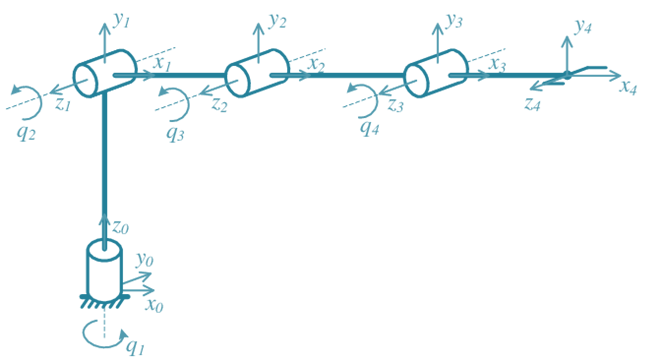 y1 y2 y3 y4
x1 x2 x3 x4
z1 z2 z3 z4
q2 q3 q4
z0
y0
x0
q1